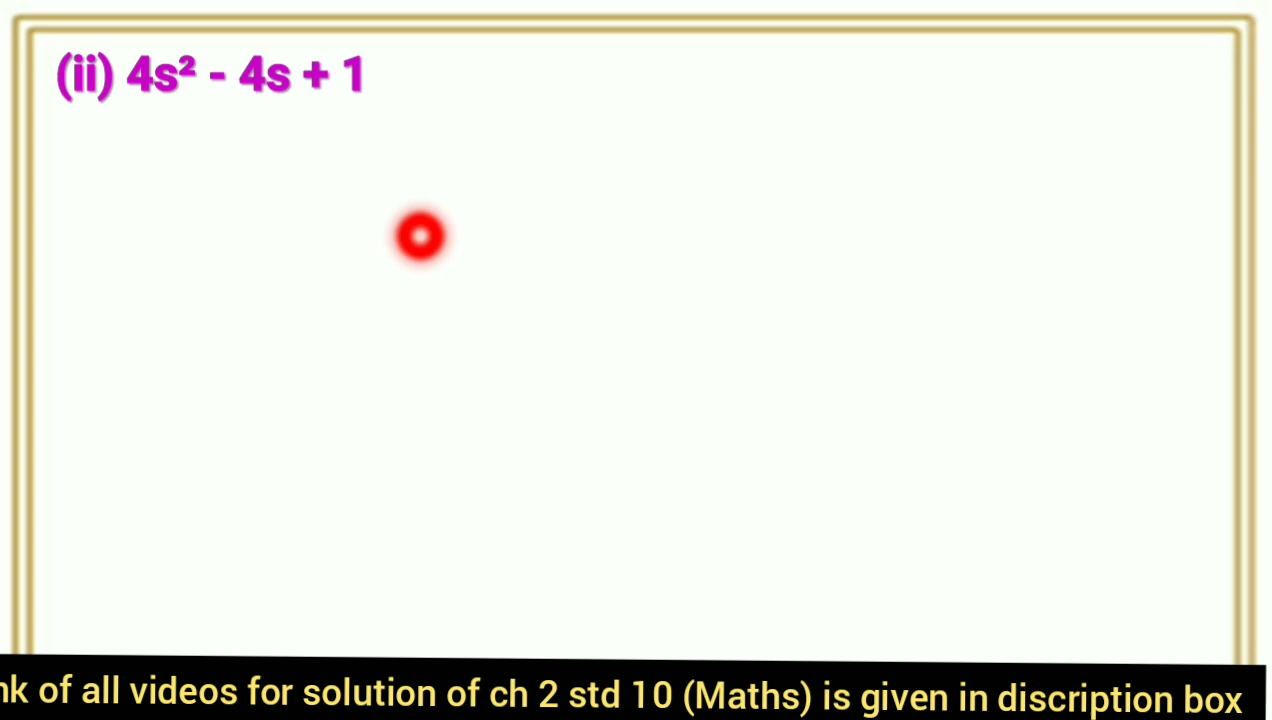 (ii) 4s² - 4s + 1
of all videos for solution of ch 2 std 10 (Maths) is given in discription box